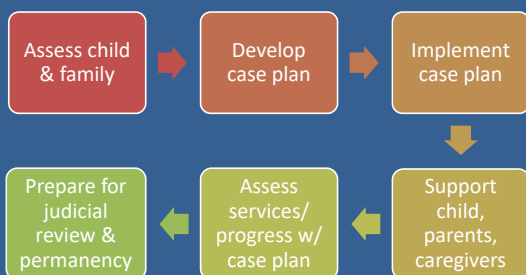 Assess child
& family
Develop
case plan
Implement
case plan
Support
child,
parents,
caregivers
Assess
services/
progress w/
case plan
Prepare for
judicial
review &
permanency